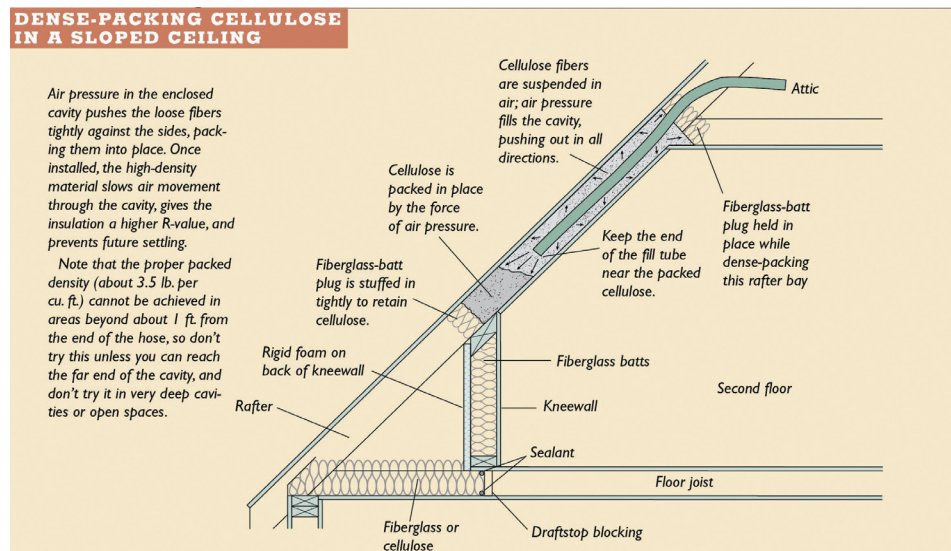 DENSE-PACKING CELLULOSE
IN A SLOPED CEILING
Air pressure in the enclosed
cavity pushes the loose fibers
tightly against the sides, pack-
ing them into place. Once
installed, the high-density
material slows air movement
through the cavity, gives the
insulation a higher R-value, and
prevents future settling.
Note that the proper packed
density (about 3.5 lb. per
cu. ft.) cannot be achieved in
areas beyond about 1 ft. from
the end of the hose, so don't
try this unless you can reach
the far end of the cavity, and
don't try it in very deep cavi-
ties or open spaces.
Cellulose fibers
are suspended in
air; air pressure
fills the cavity,
pushing out in all
directions.
Attic
Cellulose is
packed in place
by the force
of air pressure.
Fiberglass-batt
plug held in
place while
dense-packing
this rafter bay
Keep the end
of the fill tube
near the packed
cellulose.
Fiberglass-batt
plug is stuffed in
tightly to retain
cellulose.
Rigid foam on
back of kneewall
Fiberglass batts
Second floor
Rafter
Kneewall
Sealant
Floor joist
Fiberglass or
cellulose
Draftstop blocking